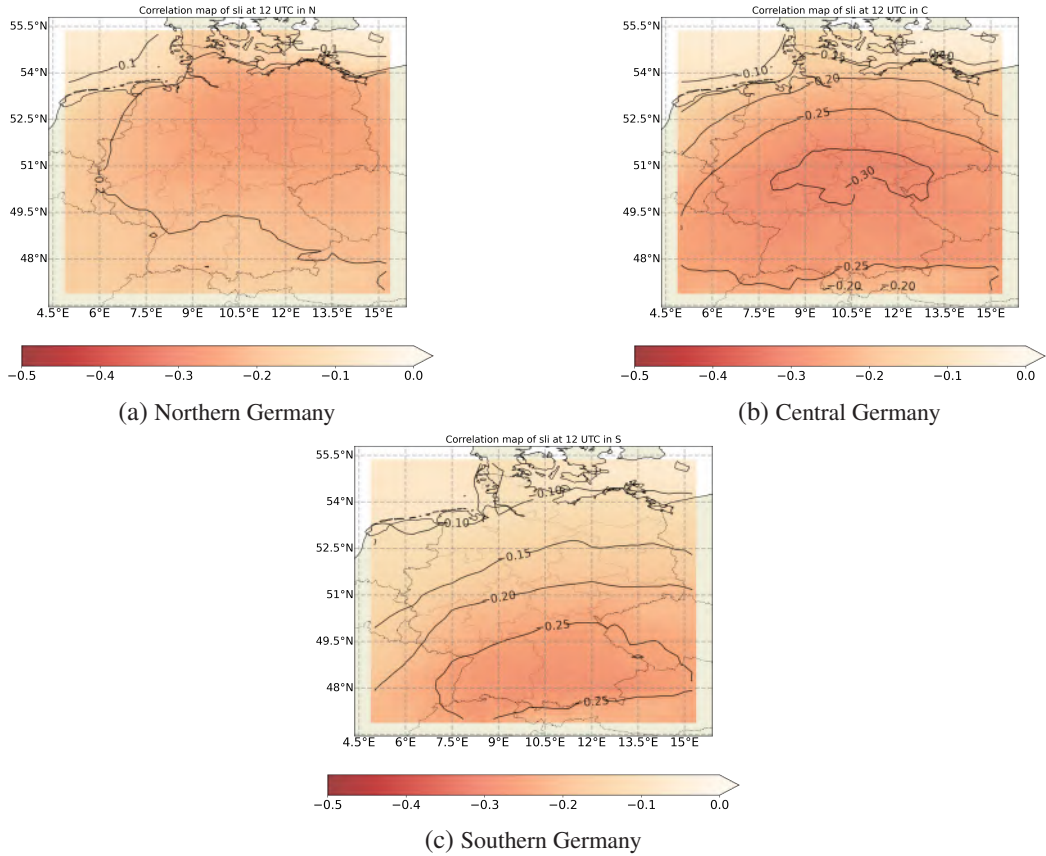 Correlation map of sli at 12 UTC in N
55.5°N
54°N
52.5°N
51°N
49.5°N
48°N
0.1
0.1
−0.2
4.5°E 6°E 7.5°E 9°E 10.5°E 12°E 13.5°E 15°E
−0.5 −0.4 −0.3 −0.2 −0.1 0.0
(a) Northern Germany
Correlation map of sli at 12 UTC in C
55.5°N
54°N
52.5°N
51°N
49.5°N
48°N
−0.10
−0.20
−0.25
−0.30
−0.25
−0.20 −0.20
4.5°E 6°E 7.5°E 9°E 10.5°E 12°E 13.5°E 15°E
−0.5 −0.4 −0.3 −0.2 −0.1 0.0
(b) Central Germany
Correlation map of sli at 12 UTC in S
55.5°N
54°N
52.5°N
51°N
49.5°N
48°N
−0.10
−0.10
−0.15
−0.20
−0.25
−0.25
4.5°E 6°E 7.5°E 9°E 10.5°E 12°E 13.5°E 15°E
−0.5 −0.4 −0.3 −0.2 −0.1 0.0
(c) Southern Germany